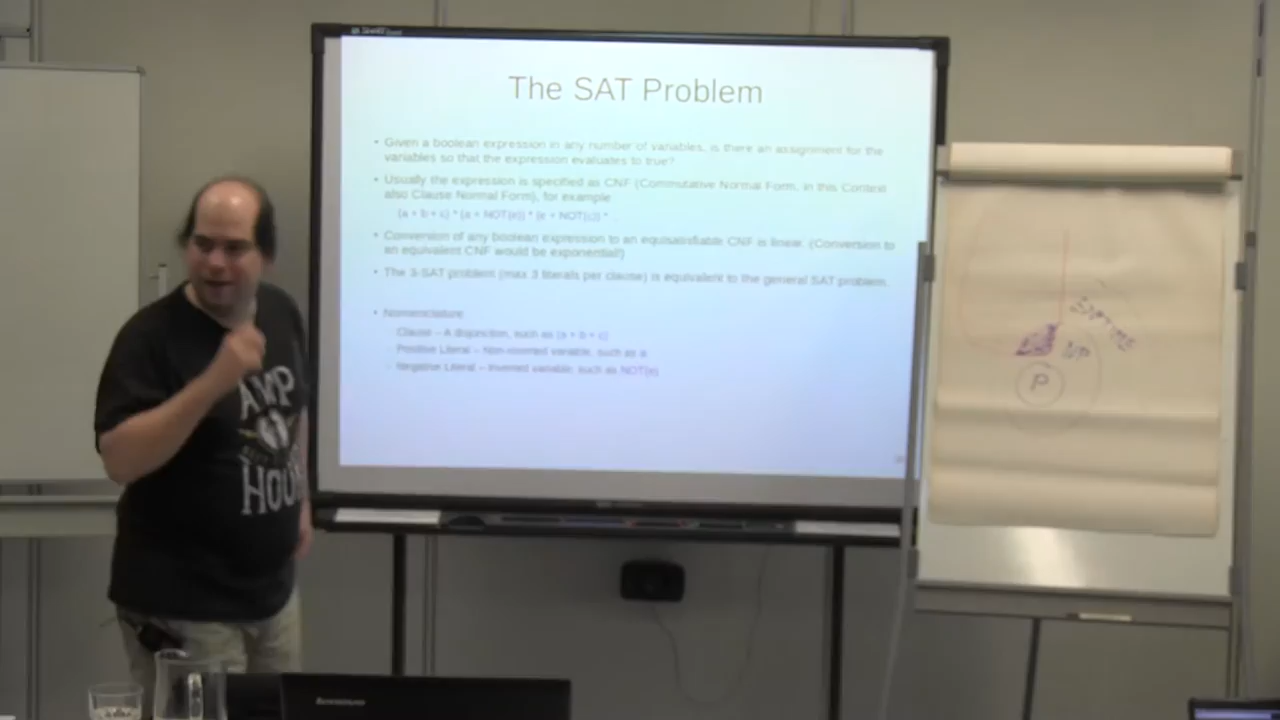 The SAT Problem
• Given a boolean expression in any number of variables, is there an assignment for the
variables so that the expression evaluates to true?
• Usually the expression is specified as CNF (Commutative Normal Form, in this Context
also Clause Normal Form), for example
(a + b + c) * (a + NOT(e)) * (e + NOT(c)) * ...
• Conversion of any boolean expression to an equisatisfiable CNF is linear. (Conversion to
an equivalent CNF would be exponential!)
• The 3-SAT problem (max 3 literals per clause) is equivalent to the general SAT problem.
• Nomenclature
Clause – A disjunction, such as (a + b + c)
Positive Literal – Non-inverted variable, such as a
Negative Literal – Inverted variable, such as NOT(e)
NP
P
AMP
HOUR
lenovo